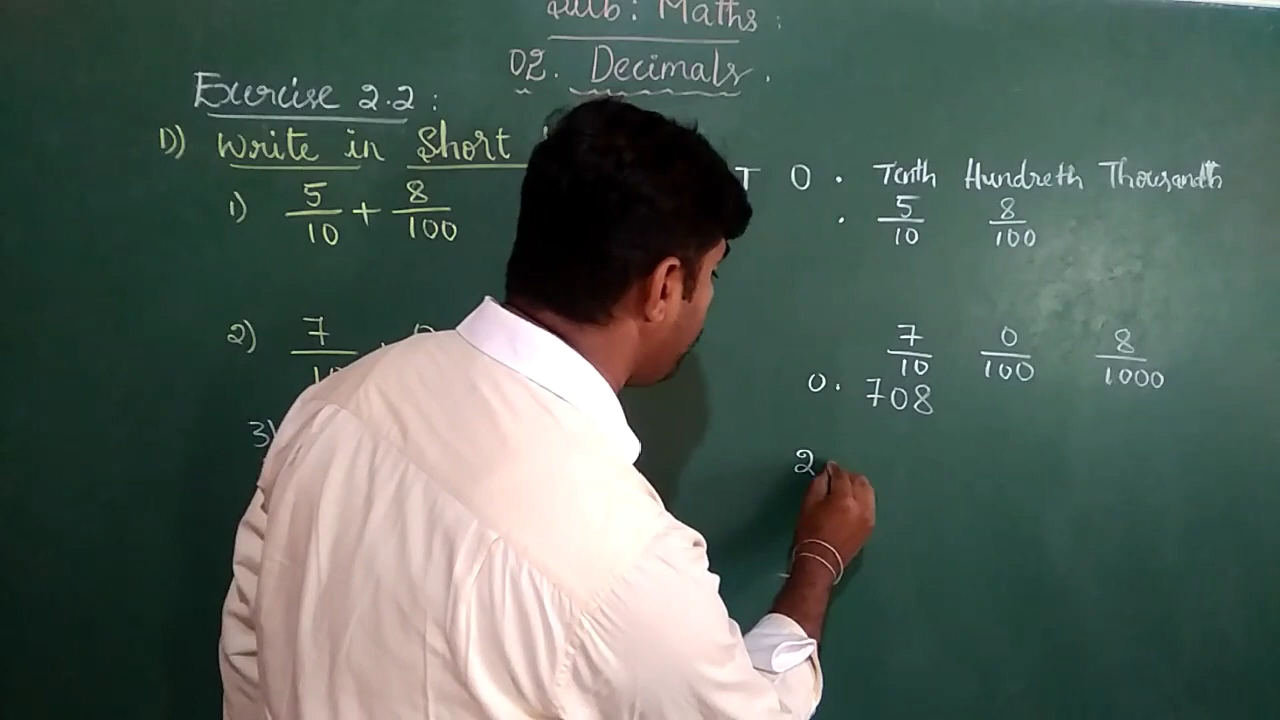 Sub: Maths:
02. Decimals.
Exercise 2.2:
D) Write in Short
1) 5/10 + 8/100
2) 7/10
3)
T O . Tenth Hundreth Thousandth
. 5/10 8/100
7/10 0/100 8/1000
0. 708
2